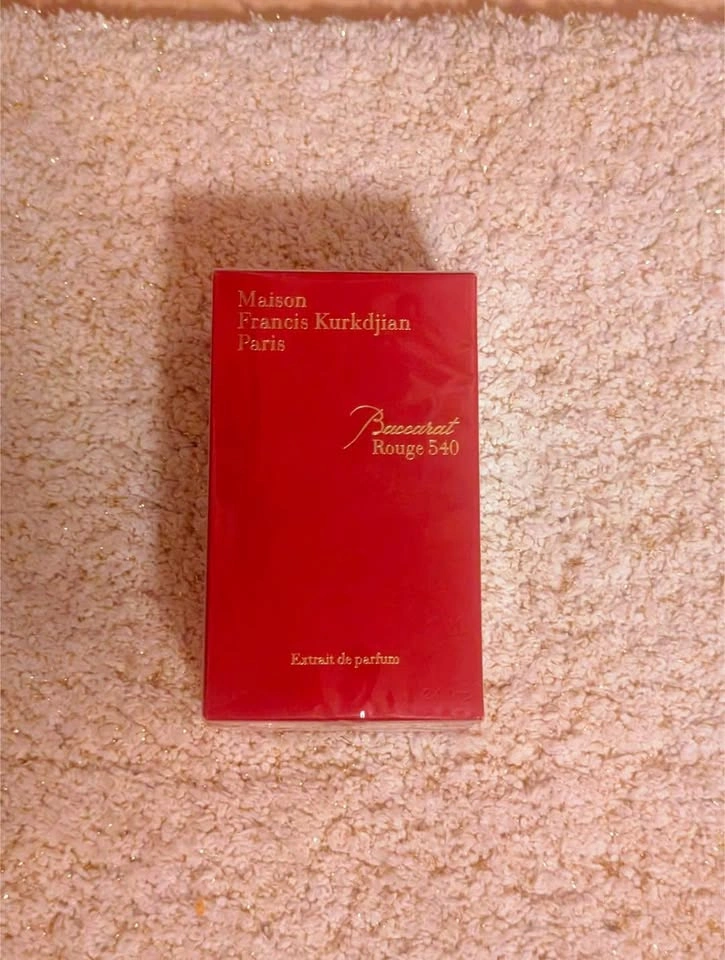 Maison
Francis Kurkdjian
Paris
Baccarat
Rouge 540
Extrait de parfum